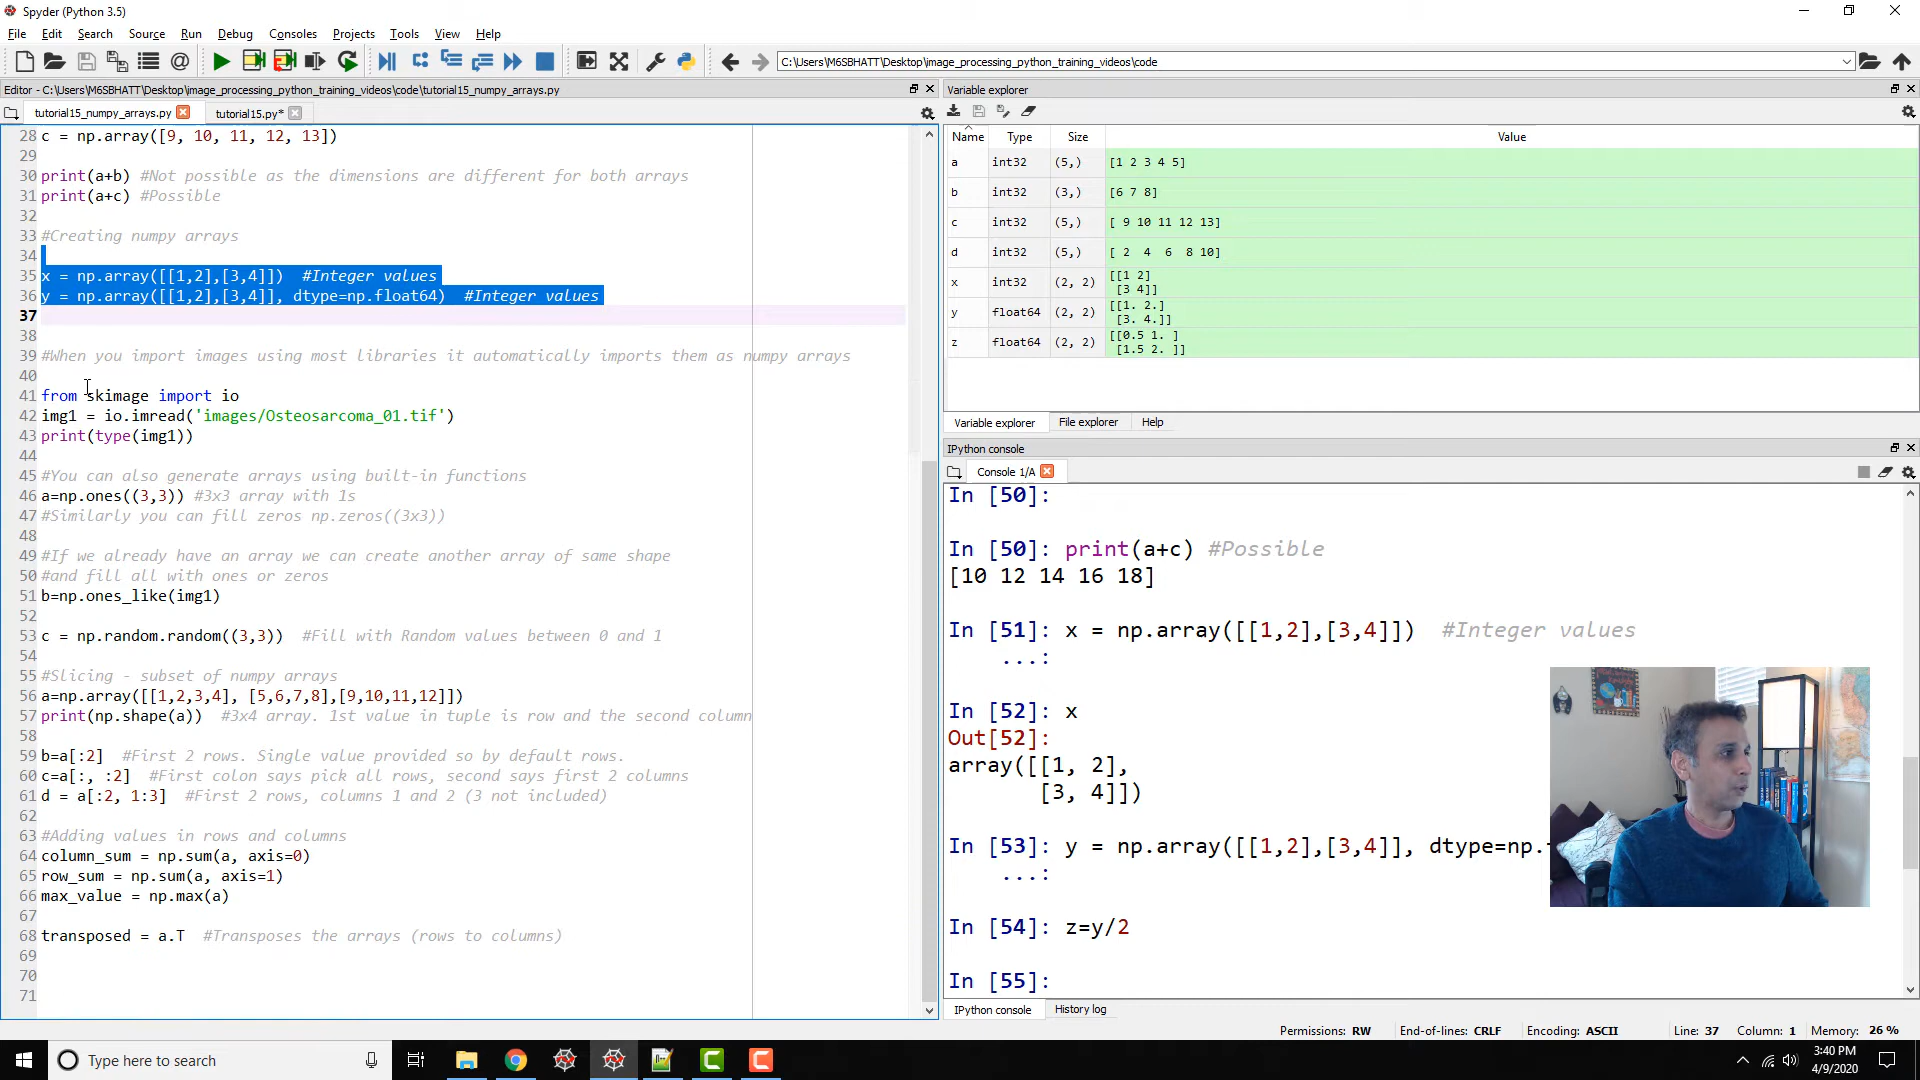 Spyder (Python 3.5)
File Edit Search Source Run Debug Consoles Projects Tools View Help
C:\Users\M6SBHATT\Desktop\image_processing_python_training_videos\code
Editor - C:\Users\M6SBHATT\Desktop\image_processing_python_training_videos\code\tutorial15_numpy_arrays.py
tutorial15_numpy_arrays.py tutorial15.py*
28 c = np.array([9, 10, 11, 12, 13])
29
30 print(a+b) #Not possible as the dimensions are different for both arrays
31 print(a+c) #Possible
32
33 #Creating numpy arrays
34
35 x = np.array([[1,2],[3,4]]) #Integer values
36 y = np.array([[1,2],[3,4]], dtype=np.float64) #Integer values
37
38
39 #When you import images using most libraries it automatically imports them as numpy arrays
40
41 from skimage import io
42 img1 = io.imread('images/Osteosarcoma_01.tif')
43 print(type(img1))
44
45 #You can also generate arrays using built-in functions
46 a=np.ones((3,3)) #3x3 array with 1s
47 #Similarly you can fill zeros np.zeros((3x3))
48
49 #If we already have an array we can create another array of same shape
50 #and fill all with ones or zeros
51 b=np.ones_like(img1)
52
53 c = np.random.random((3,3)) #Fill with Random values between 0 and 1
54
55 #Slicing - subset of numpy arrays
56 a=np.array([[1,2,3,4], [5,6,7,8],[9,10,11,12]])
57 print(np.shape(a)) #3x4 array. 1st value in tuple is row and the second column
58
59 b=a[:2] #First 2 rows. Single value provided so by default rows.
60 c=a[:, :2] #First colon says pick all rows, second says first 2 columns
61 d = a[:2, 1:3] #First 2 rows, columns 1 and 2 (3 not included)
62
63 #Adding values in rows and columns
64 column_sum = np.sum(a, axis=0)
65 row_sum = np.sum(a, axis=1)
66 max_value = np.max(a)
67
68 transposed = a.T #Transposes the arrays (rows to columns)
69
70
71
Variable explorer
Name Type Size Value
a int32 (5,) [1 2 3 4 5]
b int32 (3,) [6 7 8]
c int32 (5,) [ 9 10 11 12 13]
d int32 (5,) [ 2 4 6 8 10]
x int32 (2, 2) [[1 2]
[3 4]]
y float64 (2, 2) [[1. 2.]
[3. 4.]]
z float64 (2, 2) [[0.5 1. ]
[1.5 2. ]]
Variable explorer File explorer Help
IPython console
Console 1/A
In [50]:
In [50]: print(a+c) #Possible
[10 12 14 16 18]
In [51]: x = np.array([[1,2],[3,4]]) #Integer values
...:
In [52]: x
Out[52]:
array([[1, 2],
[3, 4]])
In [53]: y = np.array([[1,2],[3,4]], dtype=np.
...:
In [54]: z=y/2
In [55]:
IPython console History log
Permissions: RW End-of-lines: CRLF Encoding: ASCII Line: 37 Column: 1 Memory: 26 %
Type here to search
3:40 PM
4/9/2020